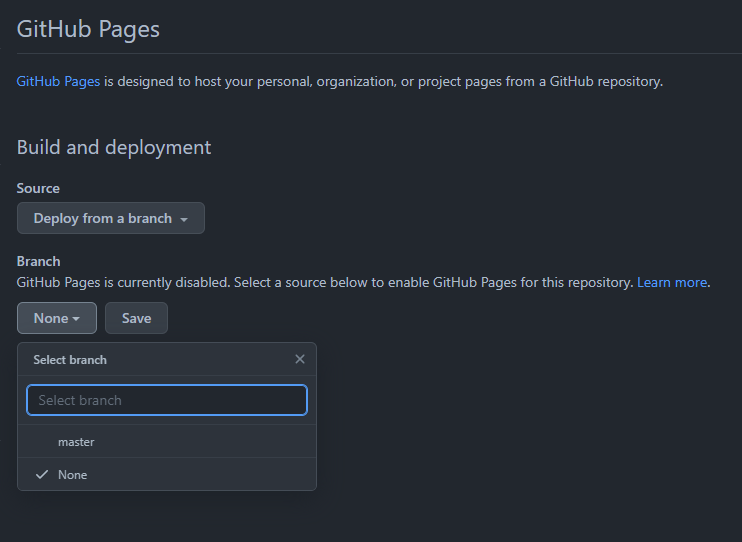 GitHub Pages
GitHub Pages is designed to host your personal, organization, or project pages from a GitHub repository.
Build and deployment
Source
Deploy from a branch
Branch
GitHub Pages is currently disabled. Select a source below to enable GitHub Pages for this repository. Learn more.
None Save
Select branch
Select branch
master
None